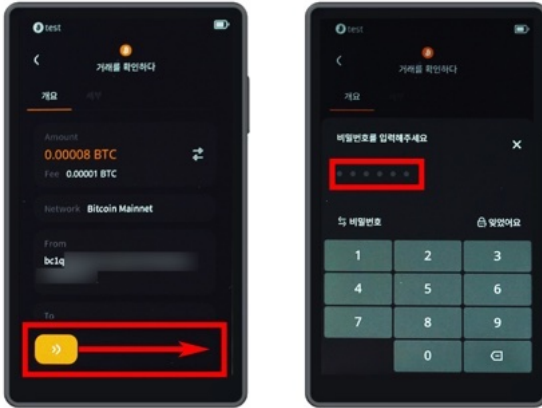 test
거래를 확인하다
개요
세부
Amount
0.00008 BTC
Fee 0.00001 BTC
Network Bitcoin Mainnet
From
bc1q
To
test
거래를 확인하다
개요
비밀번호를 입력해주세요
비밀번호
잊었어요
1 2 3
4 5 6
7 8 9
0